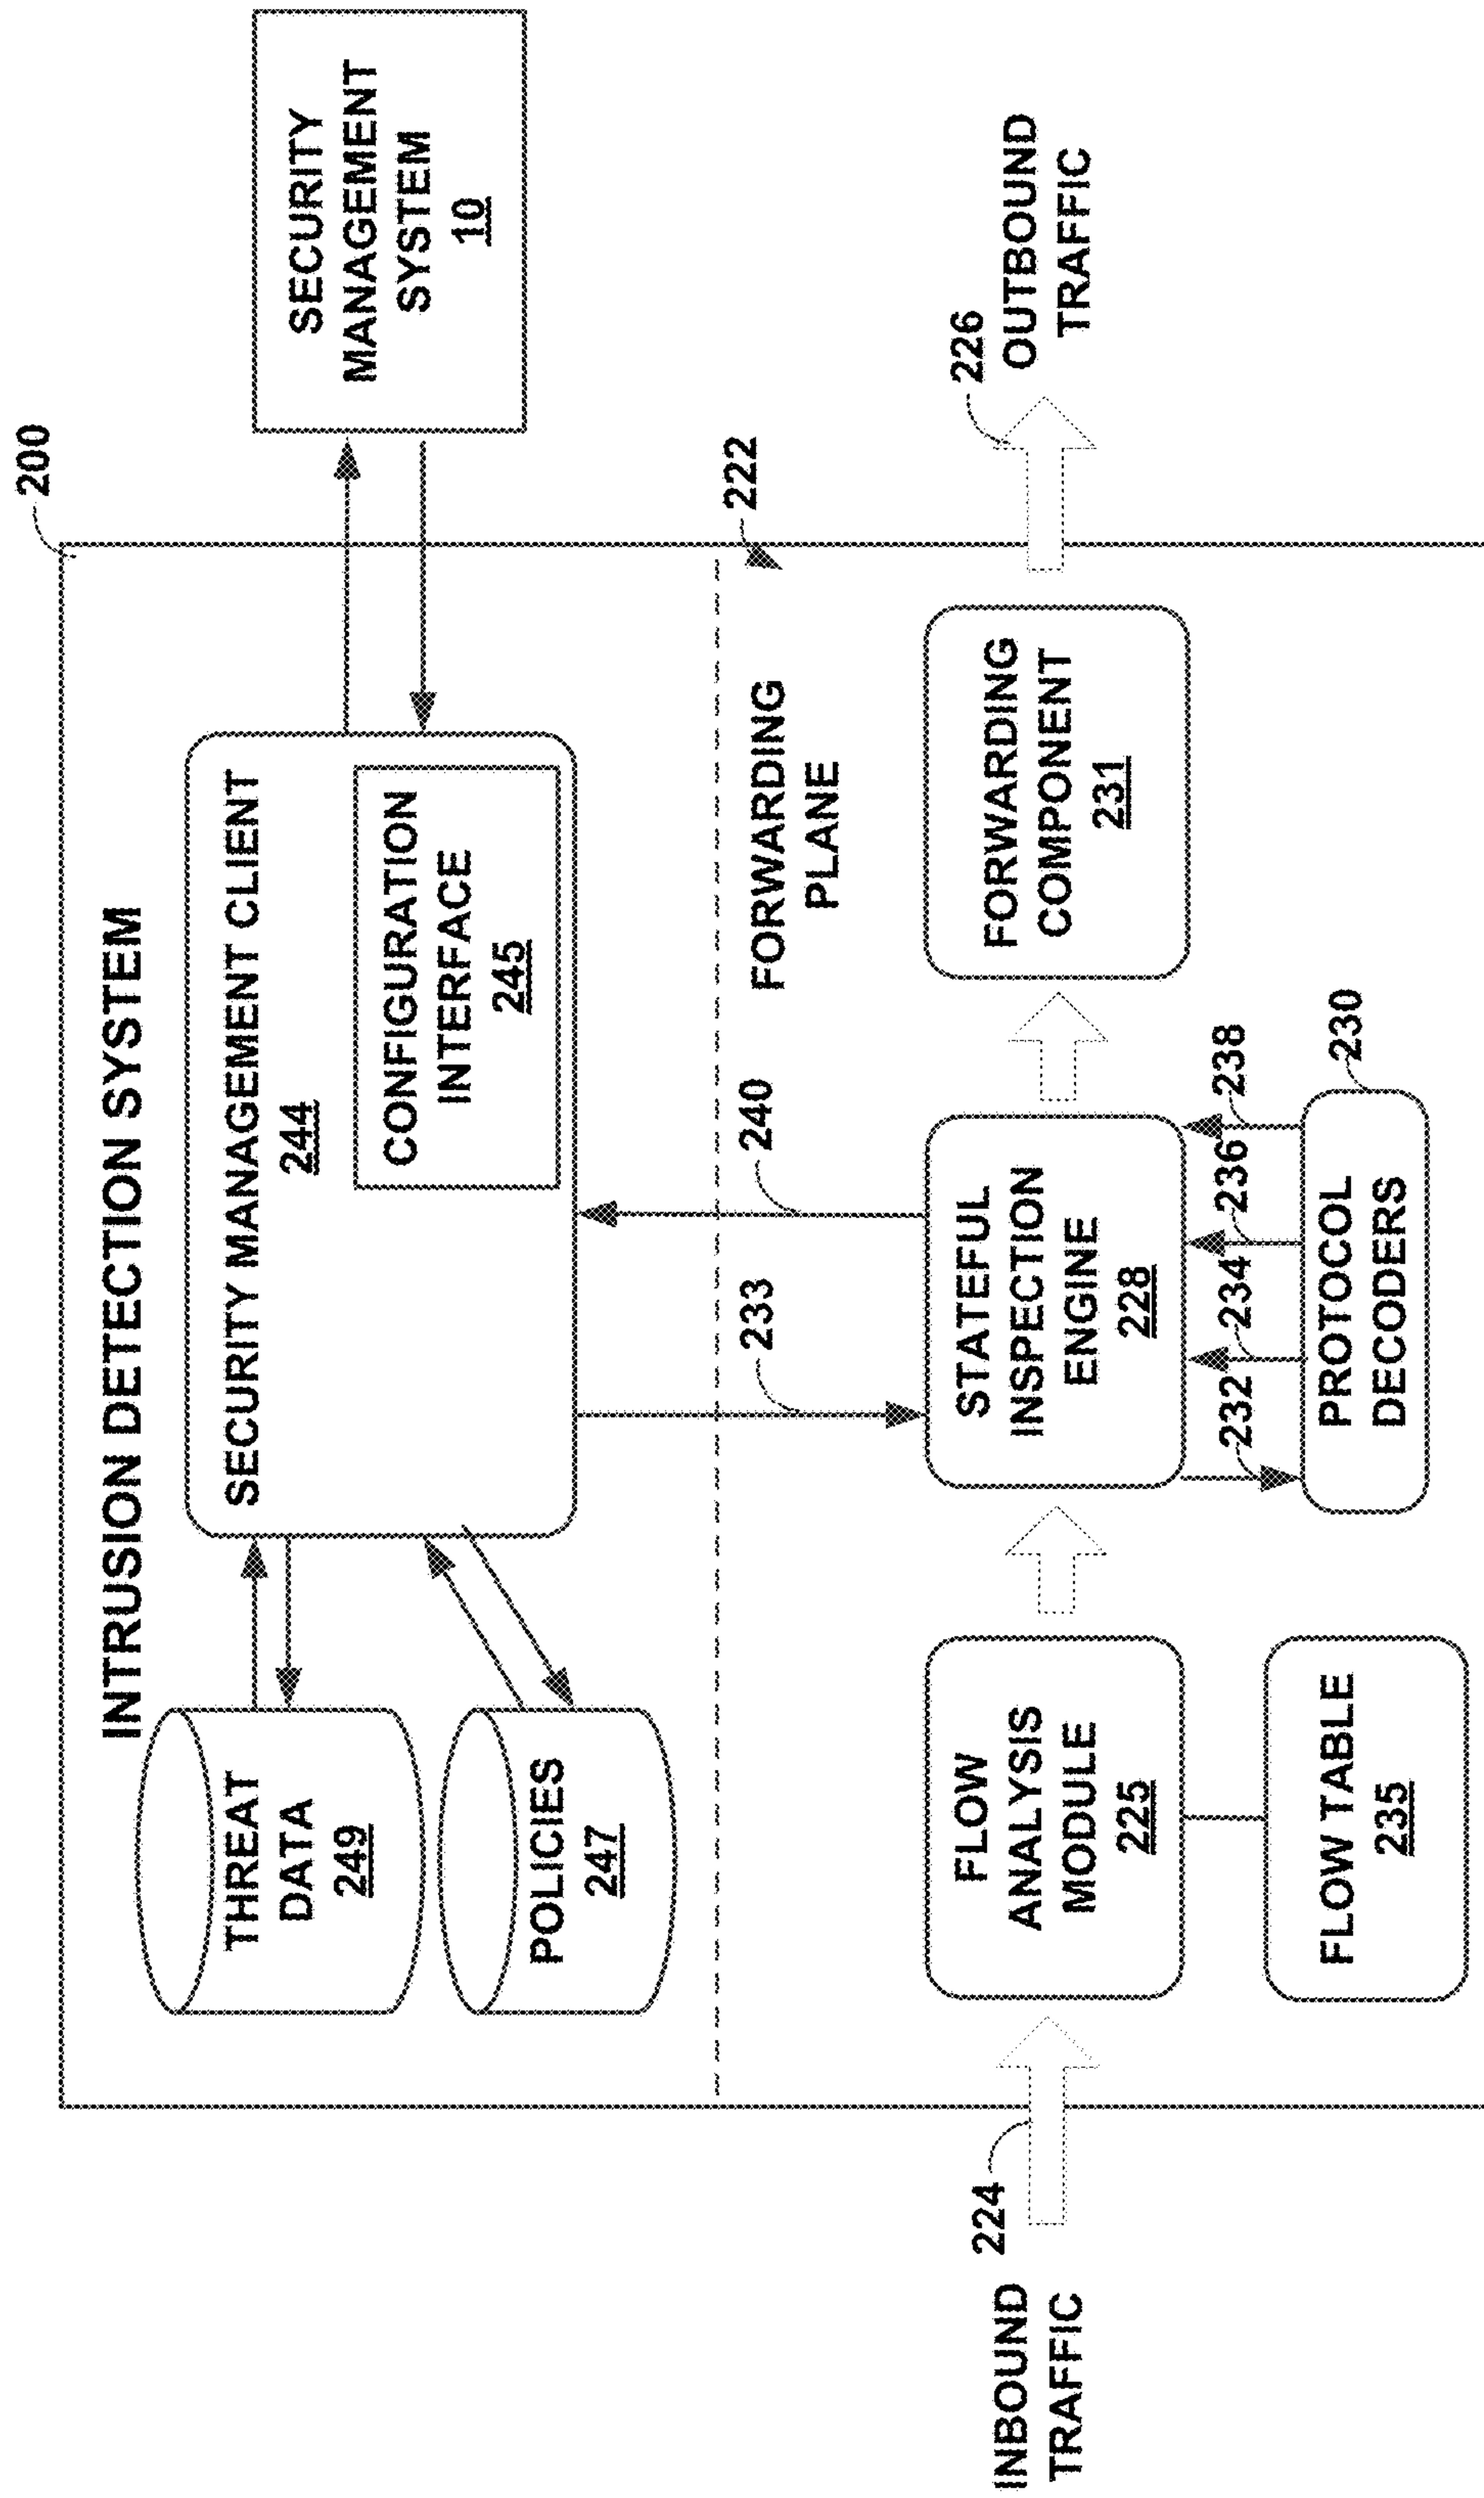 200
INTRUSION DETECTION SYSTEM
THREAT
DATA
249
POLICIES
247
SECURITY MANAGEMENT CLIENT
244
CONFIGURATION
INTERFACE
245
SECURITY
MANAGEMENT
SYSTEM
10
222
233
240
FORWARDING
PLANE
INBOUND
TRAFFIC
224
FLOW
ANALYSIS
MODULE
225
FLOW TABLE
235
STATEFUL
INSPECTION
ENGINE
228
232
234
236
238
PROTOCOL
DECODERS
230
FORWARDING
COMPONENT
231
226
OUTBOUND
TRAFFIC